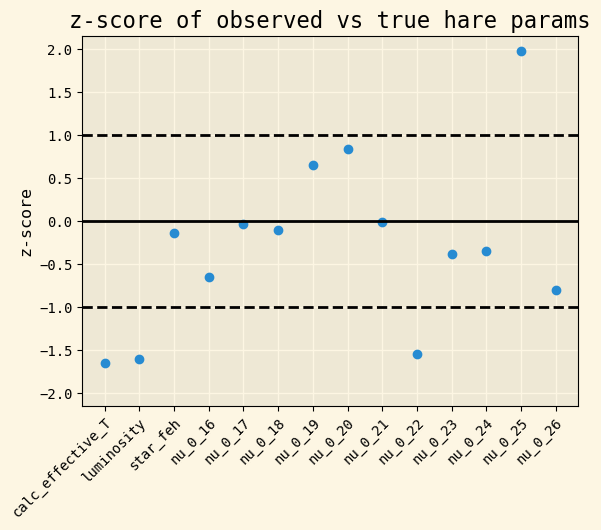 z-score of observed vs true hare params
z-score
2.0
1.5
1.0
0.5
0.0
−0.5
−1.0
−1.5
−2.0
calc_effective_T
luminosity
star_feh
nu_0_16
nu_0_17
nu_0_18
nu_0_19
nu_0_20
nu_0_21
nu_0_22
nu_0_23
nu_0_24
nu_0_25
nu_0_26